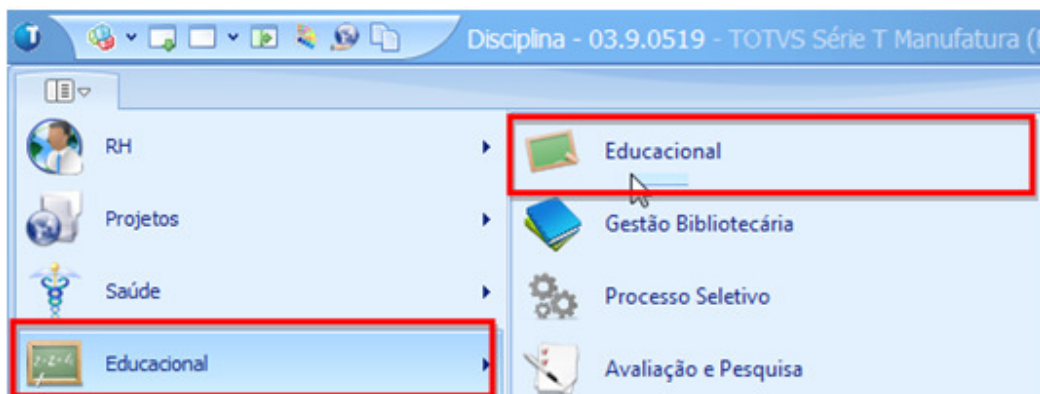 Disciplina - 03.9.0519 - TOTVS Série T Manufatura (
RH
Projetos
Saúde
Educacional
Educacional
Gestão Bibliotecária
Processo Seletivo
Avaliação e Pesquisa